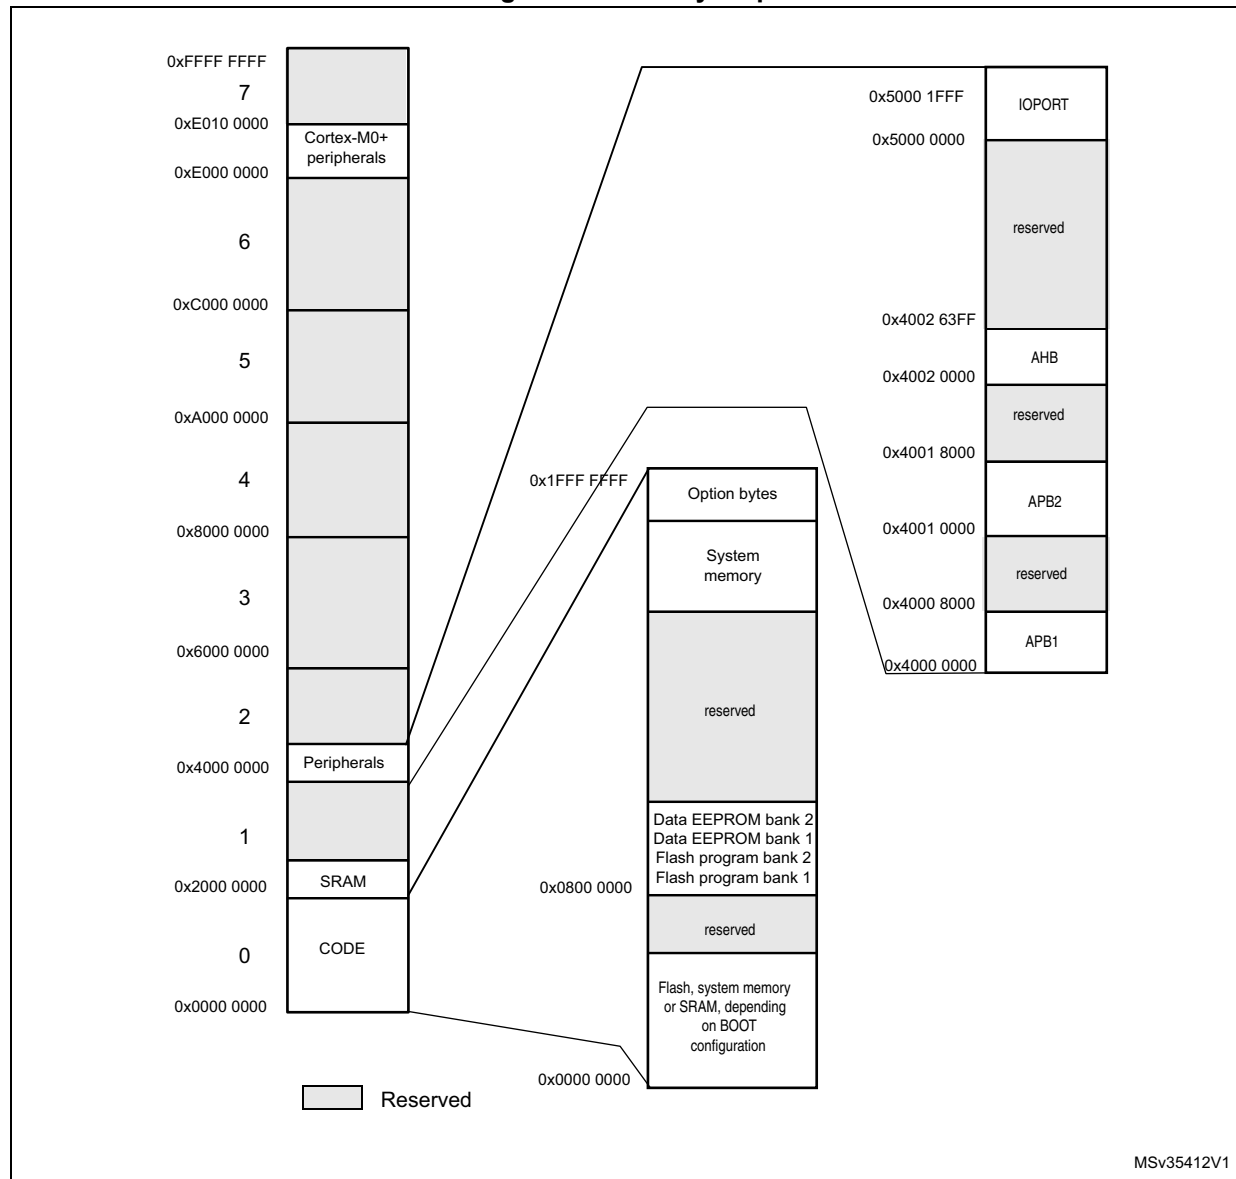 0xFFFF FFFF
7
0xE010 0000
Cortex-M0+
peripherals
0xE000 0000
6
0xC000 0000
5
0xA000 0000
4
0x8000 0000
3
0x6000 0000
2
Peripherals
0x4000 0000
1
SRAM
0x2000 0000
CODE
0
0x0000 0000
Reserved
0x1FFF FFFF
Option bytes
System
memory
reserved
Data EEPROM bank 2
Data EEPROM bank 1
Flash program bank 2
Flash program bank 1
0x0800 0000
reserved
Flash, system memory
or SRAM, depending
on BOOT
configuration
0x0000 0000
0x5000 1FFF
IOPORT
0x5000 0000
reserved
0x4002 63FF
AHB
0x4002 0000
reserved
0x4001 8000
APB2
0x4001 0000
reserved
0x4000 8000
APB1
0x4000 0000
MSv35412V1